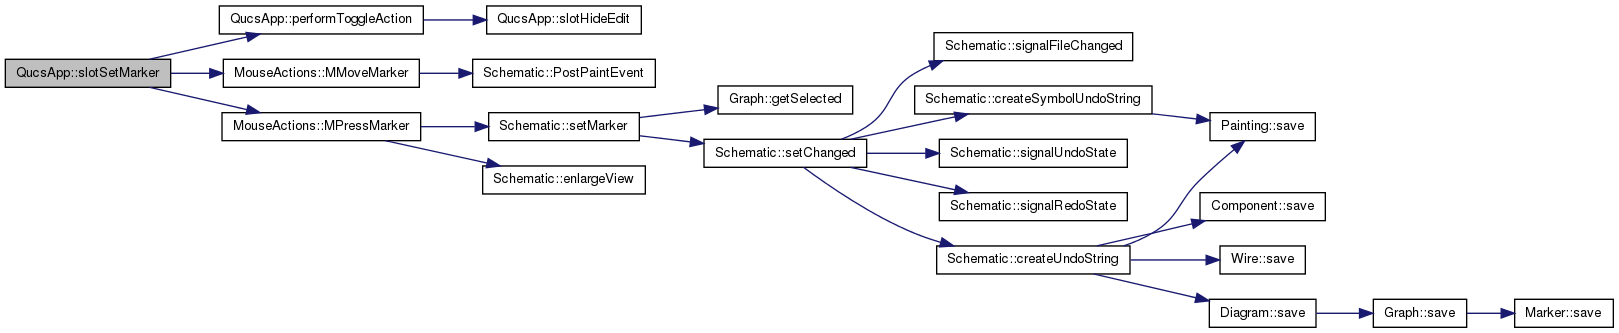 QucsApp::slotSetMarker
QucsApp::performToggleAction
QucsApp::slotHideEdit
MouseActions::MMoveMarker
Schematic::PostPaintEvent
MouseActions::MPressMarker
Schematic::setMarker
Schematic::enlargeView
Graph::getSelected
Schematic::setChanged
Schematic::signalFileChanged
Schematic::createSymbolUndoString
Schematic::signalUndoState
Schematic::signalRedoState
Schematic::createUndoString
Painting::save
Component::save
Wire::save
Diagram::save
Graph::save
Marker::save